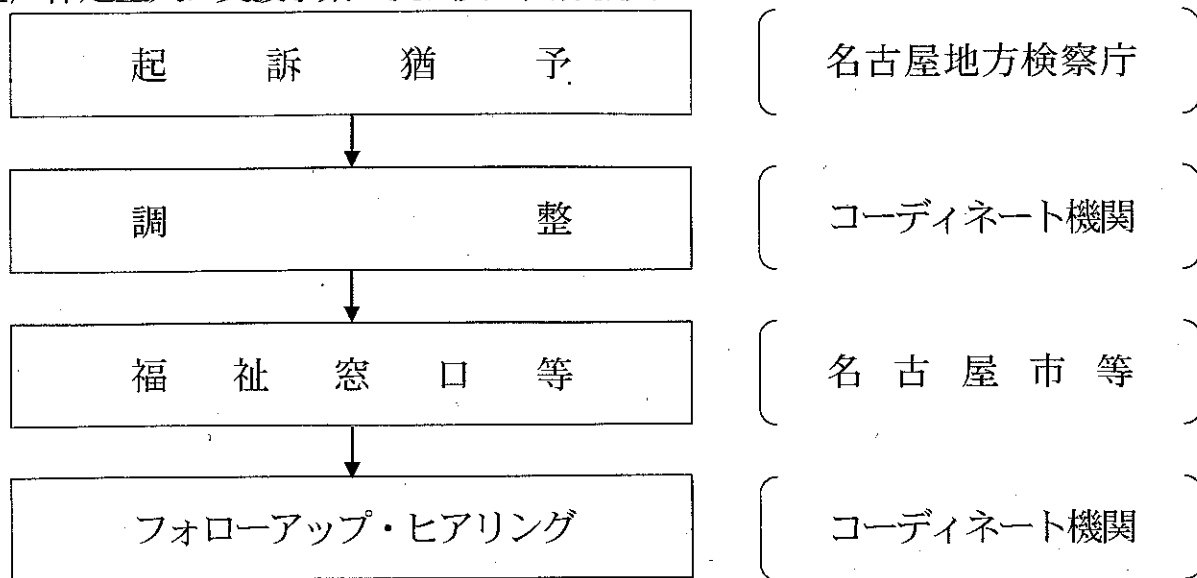 起訴猶予 名古屋地方検察庁
調整 コーディネート機関
福祉窓口等 名古屋市等
フォローアップ・ヒアリング コーディネート機関